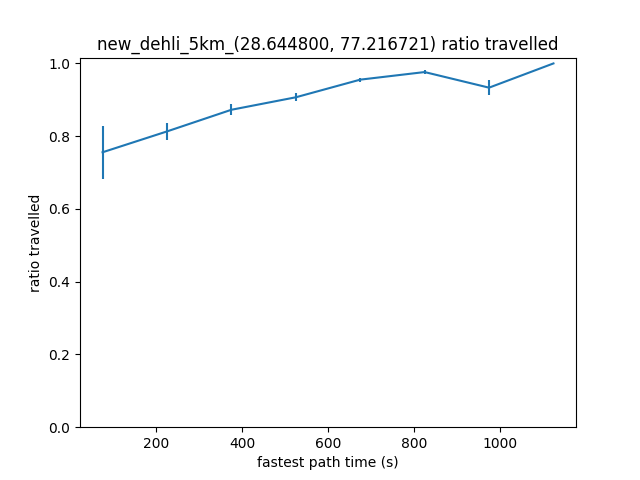 new_dehli_5km_(28.644800, 77.216721) ratio travelled
1.0
0.8
0.6
0.4
0.2
0.0
ratio travelled
200 400 600 800 1000
fastest path time (s)